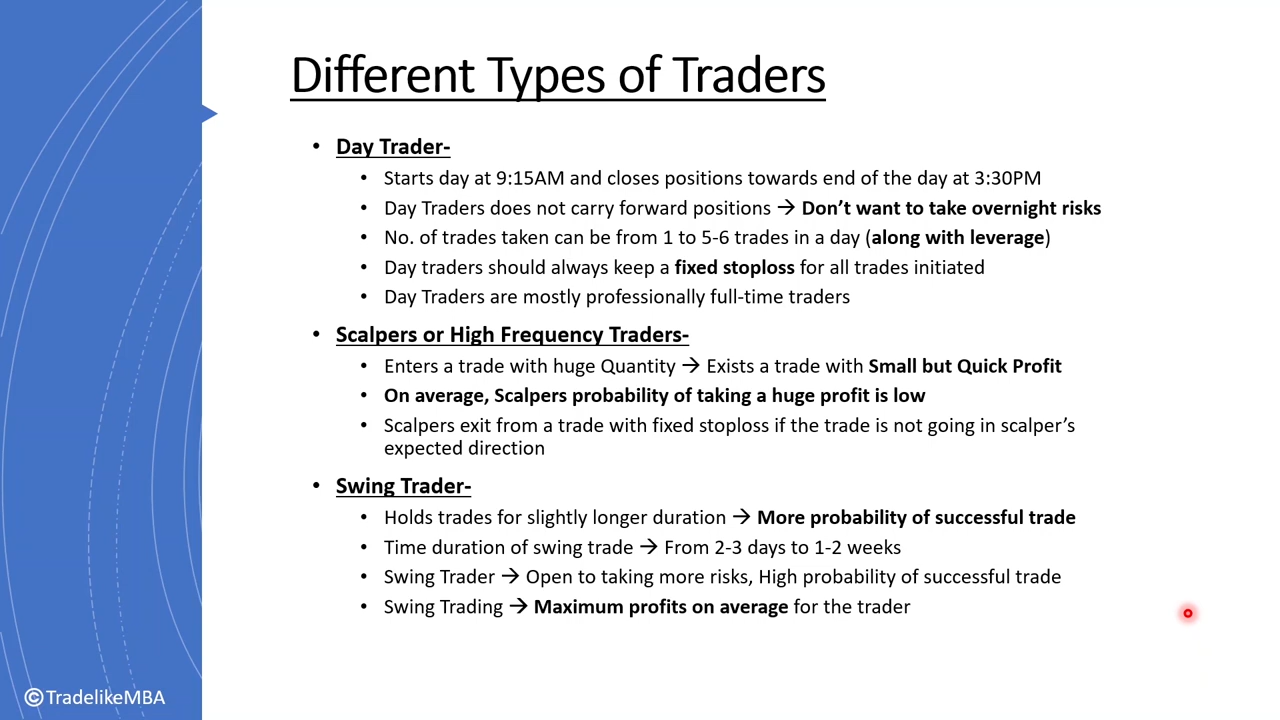 Different Types of Traders
• Day Trader-
• Starts day at 9:15AM and closes positions towards end of the day at 3:30PM
• Day Traders does not carry forward positions → Don’t want to take overnight risks
• No. of trades taken can be from 1 to 5-6 trades in a day (along with leverage)
• Day traders should always keep a fixed stoploss for all trades initiated
• Day Traders are mostly professionally full-time traders
• Scalpers or High Frequency Traders-
• Enters a trade with huge Quantity → Exists a trade with Small but Quick Profit
• On average, Scalpers probability of taking a huge profit is low
• Scalpers exit from a trade with fixed stoploss if the trade is not going in scalper’s
expected direction
• Swing Trader-
• Holds trades for slightly longer duration → More probability of successful trade
• Time duration of swing trade → From 2-3 days to 1-2 weeks
• Swing Trader → Open to taking more risks, High probability of successful trade
• Swing Trading → Maximum profits on average for the trader
©TradelikeMBA